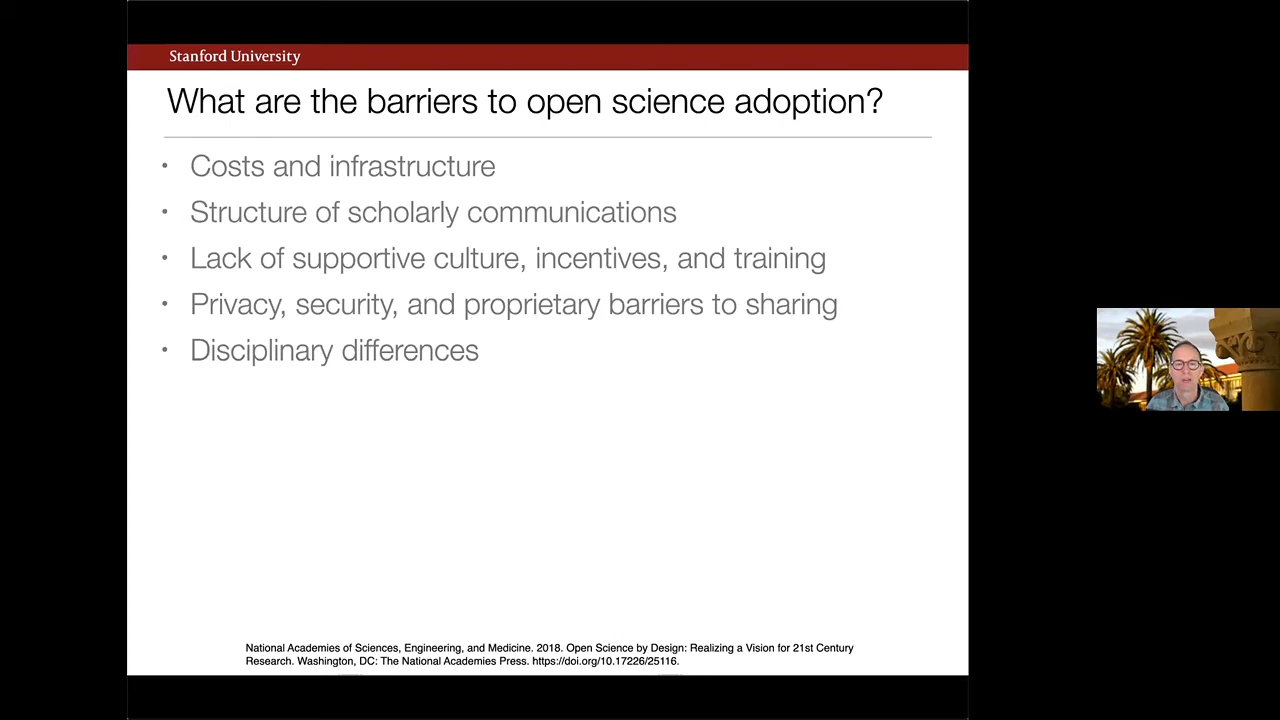 Stanford University
What are the barriers to open science adoption?
• Costs and infrastructure
• Structure of scholarly communications
• Lack of supportive culture, incentives, and training
• Privacy, security, and proprietary barriers to sharing
• Disciplinary differences
National Academies of Sciences, Engineering, and Medicine. 2018. Open Science by Design: Realizing a Vision for 21st Century
Research. Washington, DC: The National Academies Press. https://doi.org/10.17226/25116.